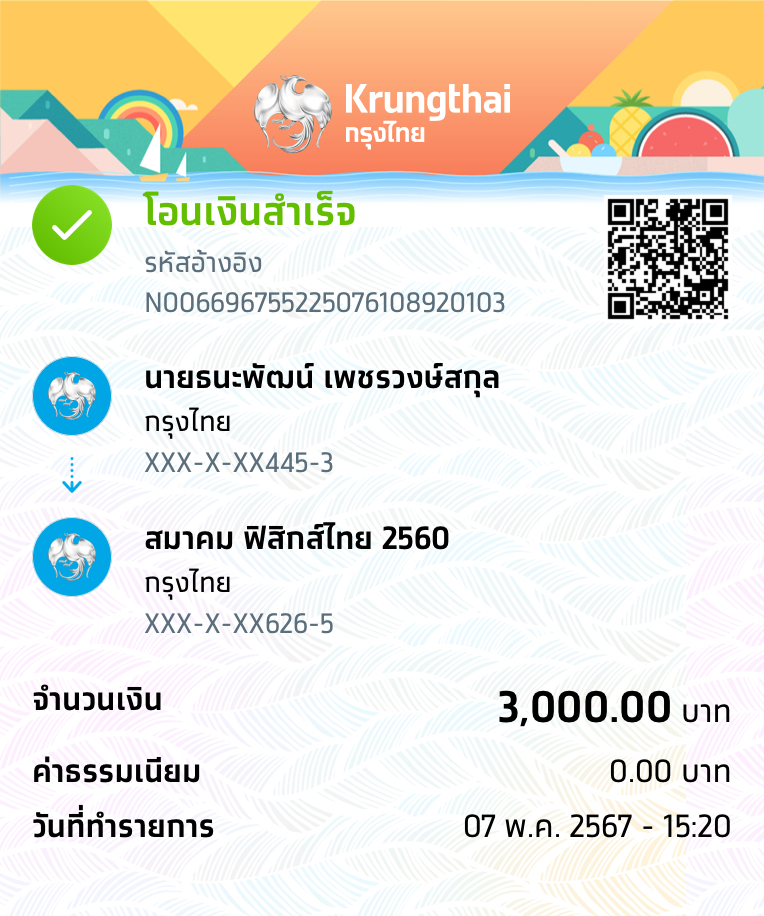 Krungthai
กรุงไทย
โอนเงินสำเร็จ
รหัสอ้างอิง
N00669675522507610892​0103
นายธนะพัฒน์ เพชรวงษ์สกุล
กรุงไทย
XXX-X-XX445-3
สมาคม ฟิสิกส์ไทย 2560
กรุงไทย
XXX-X-XX626-5
จำนวนเงิน 3,000.00 บาท
ค่าธรรมเนียม 0.00 บาท
วันที่ทำรายการ 07 พ.ค. 2567 - 15:20